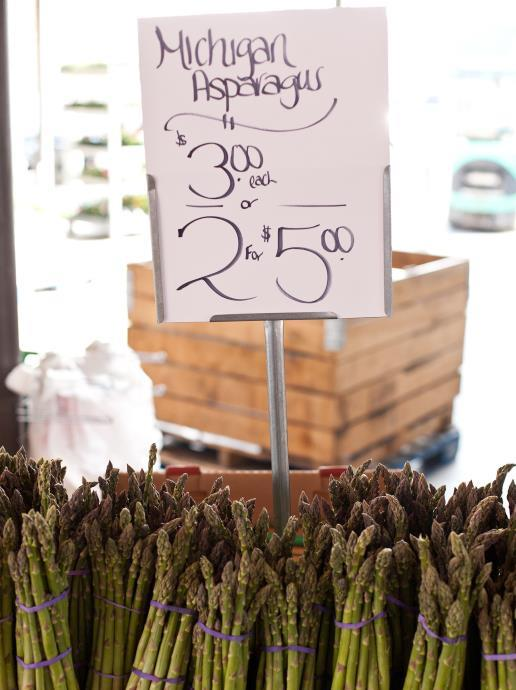 Michigan
Asparagus
$3.00 each
or
2 for $5.00